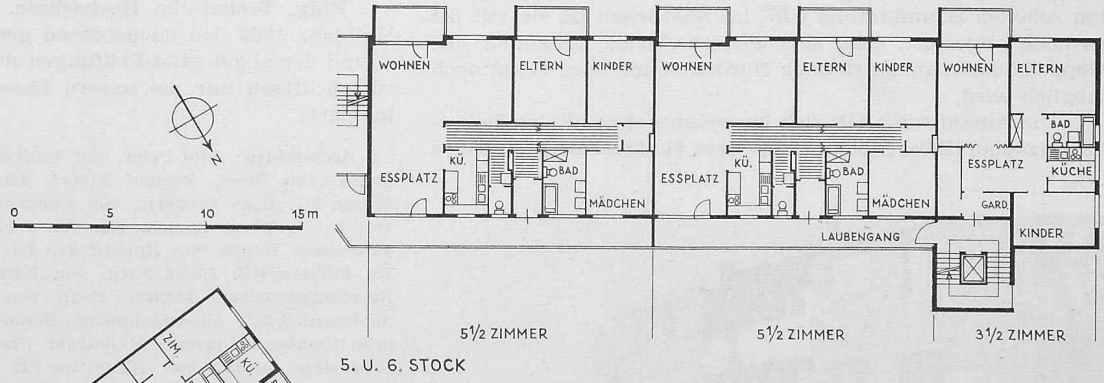 WOHNEN ELTERN KINDER WOHNEN ELTERN KINDER WOHNEN ELTERN
BAD
KÜ. BAD KÜ. BAD ESSPLATZ KÜCHE
ESSPLATZ ESSPLATZ
MÄDCHEN MÄDCHEN GARD.
LAUBENGANG KINDER
N
0 5 10 15 m
5½ ZIMMER 5½ ZIMMER 3½ ZIMMER
5. U. 6. STOCK
ZIM.
KÜ.